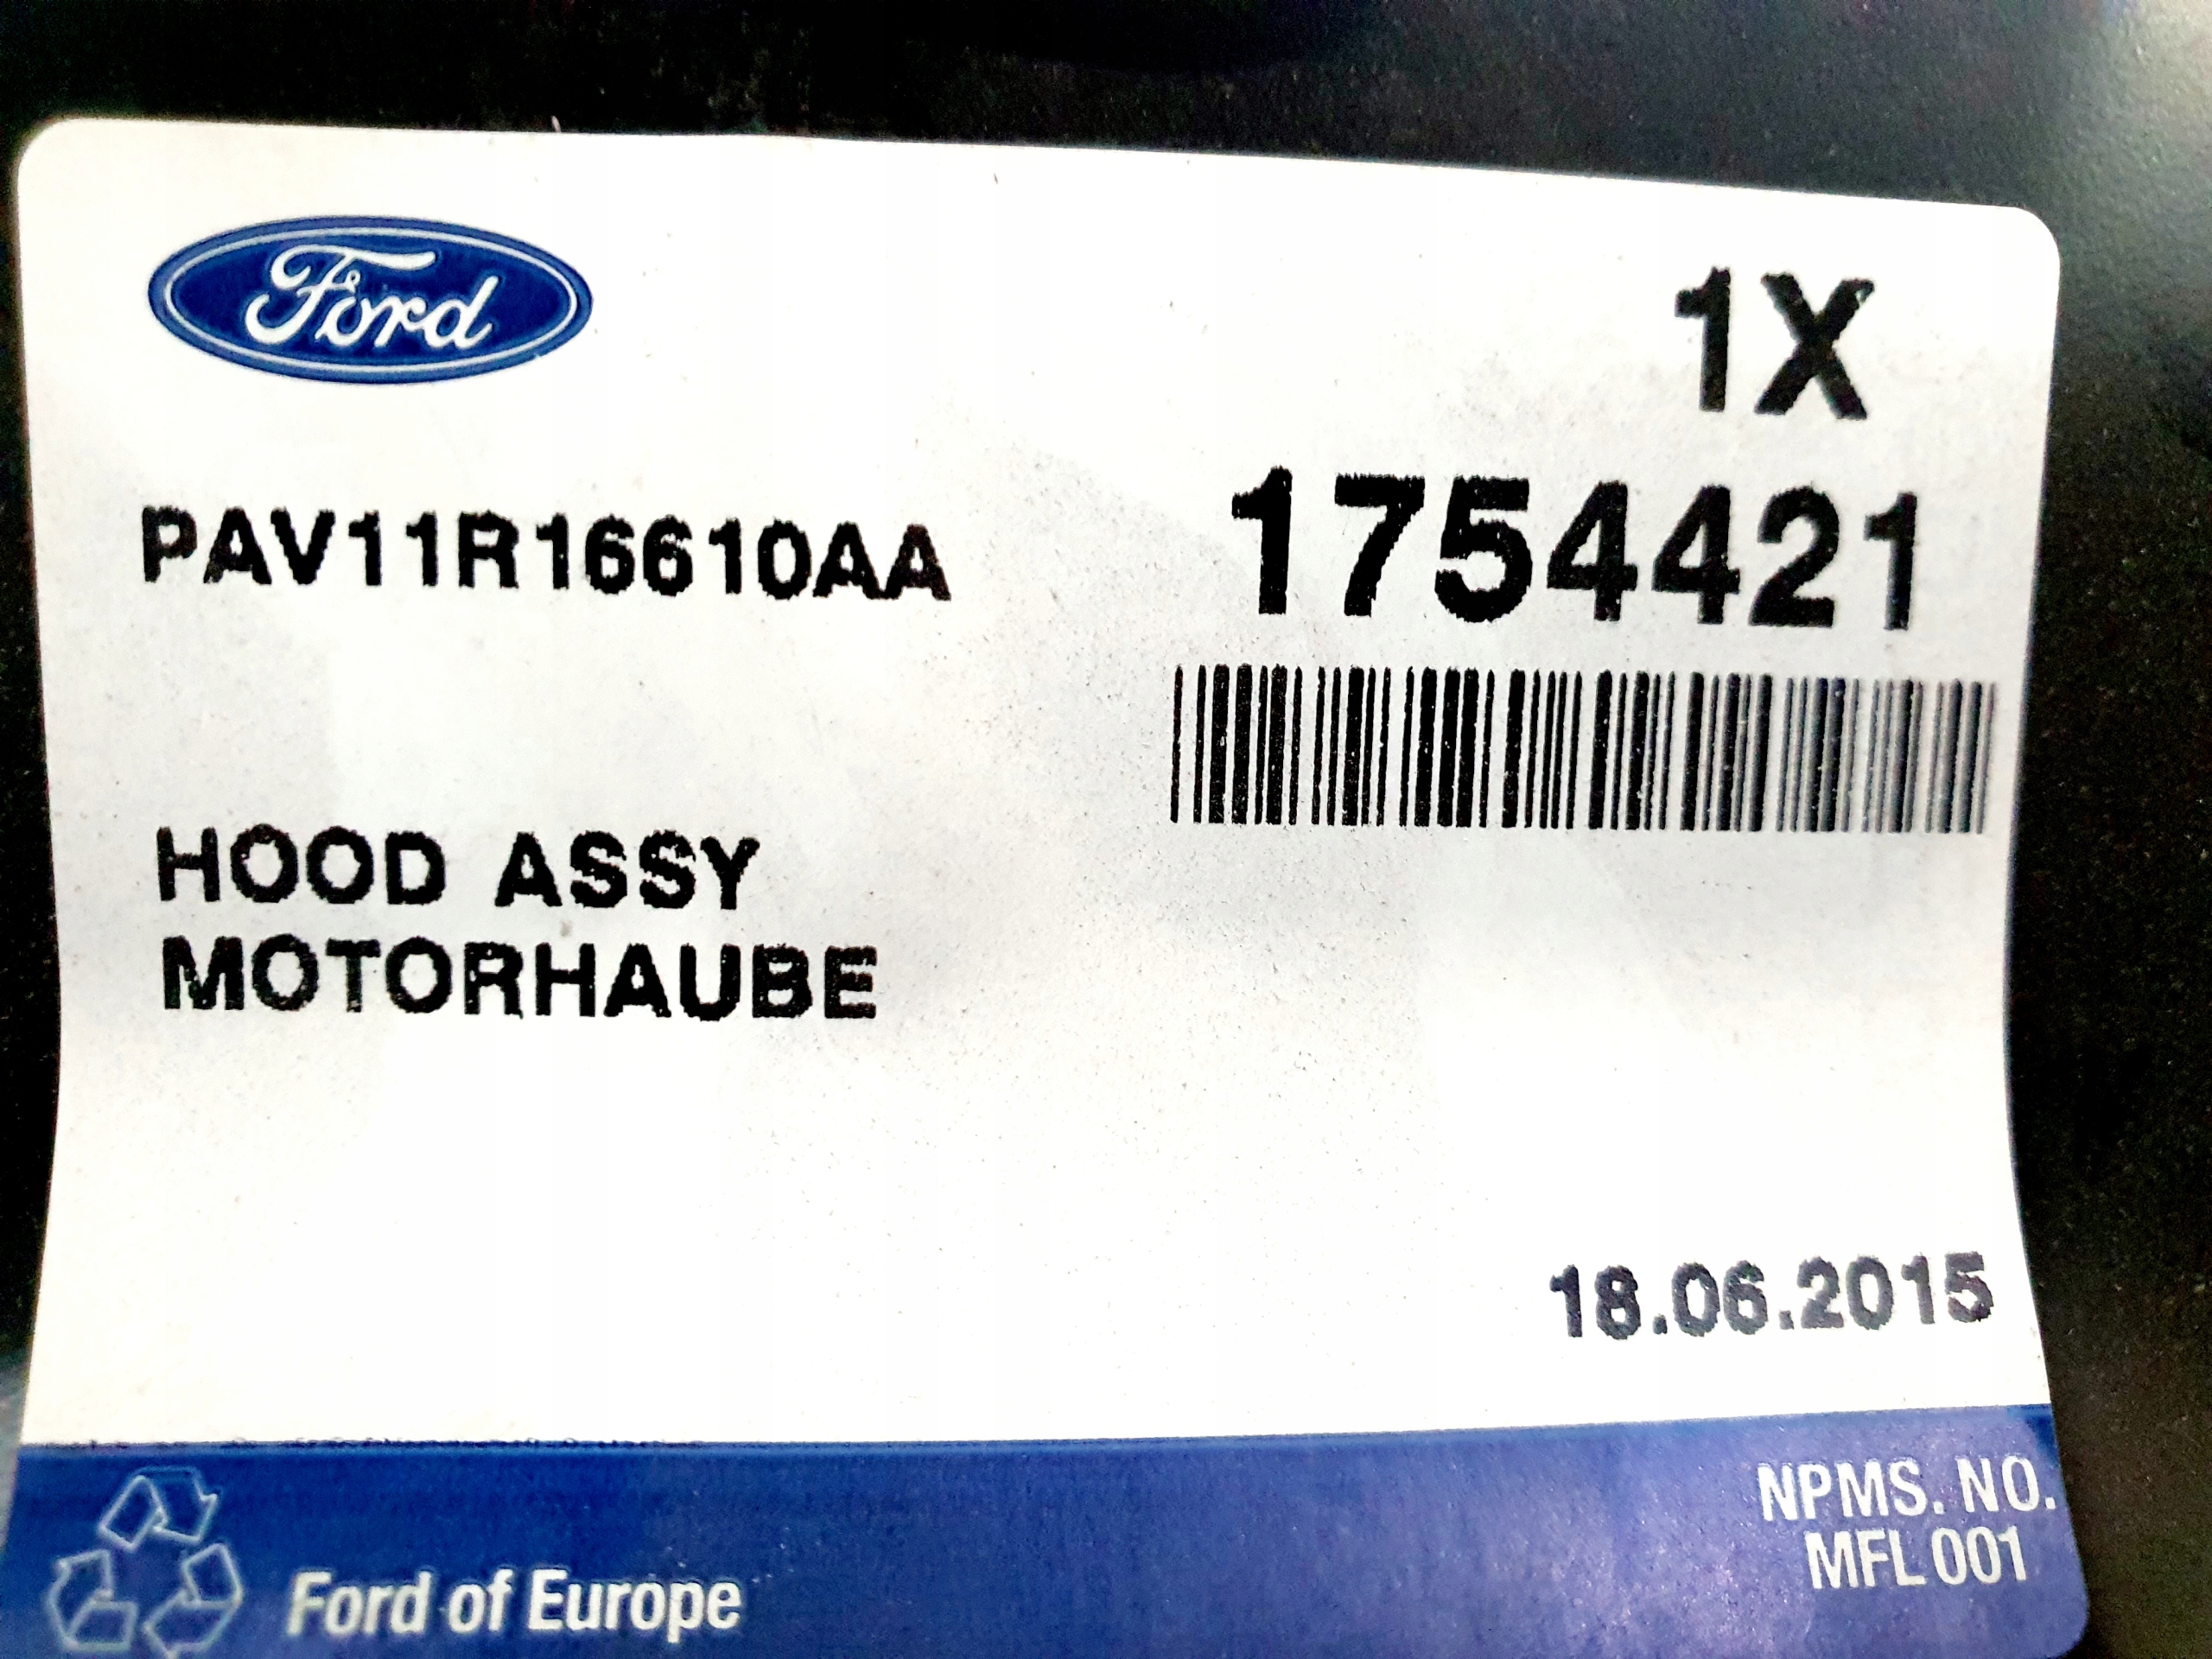 Ford
1X
PAV11R16610AA
1754421
HOOD ASSY
MOTORHAUBE
18.06.2015
NPMS. NO.
MFL 001
Ford of Europe